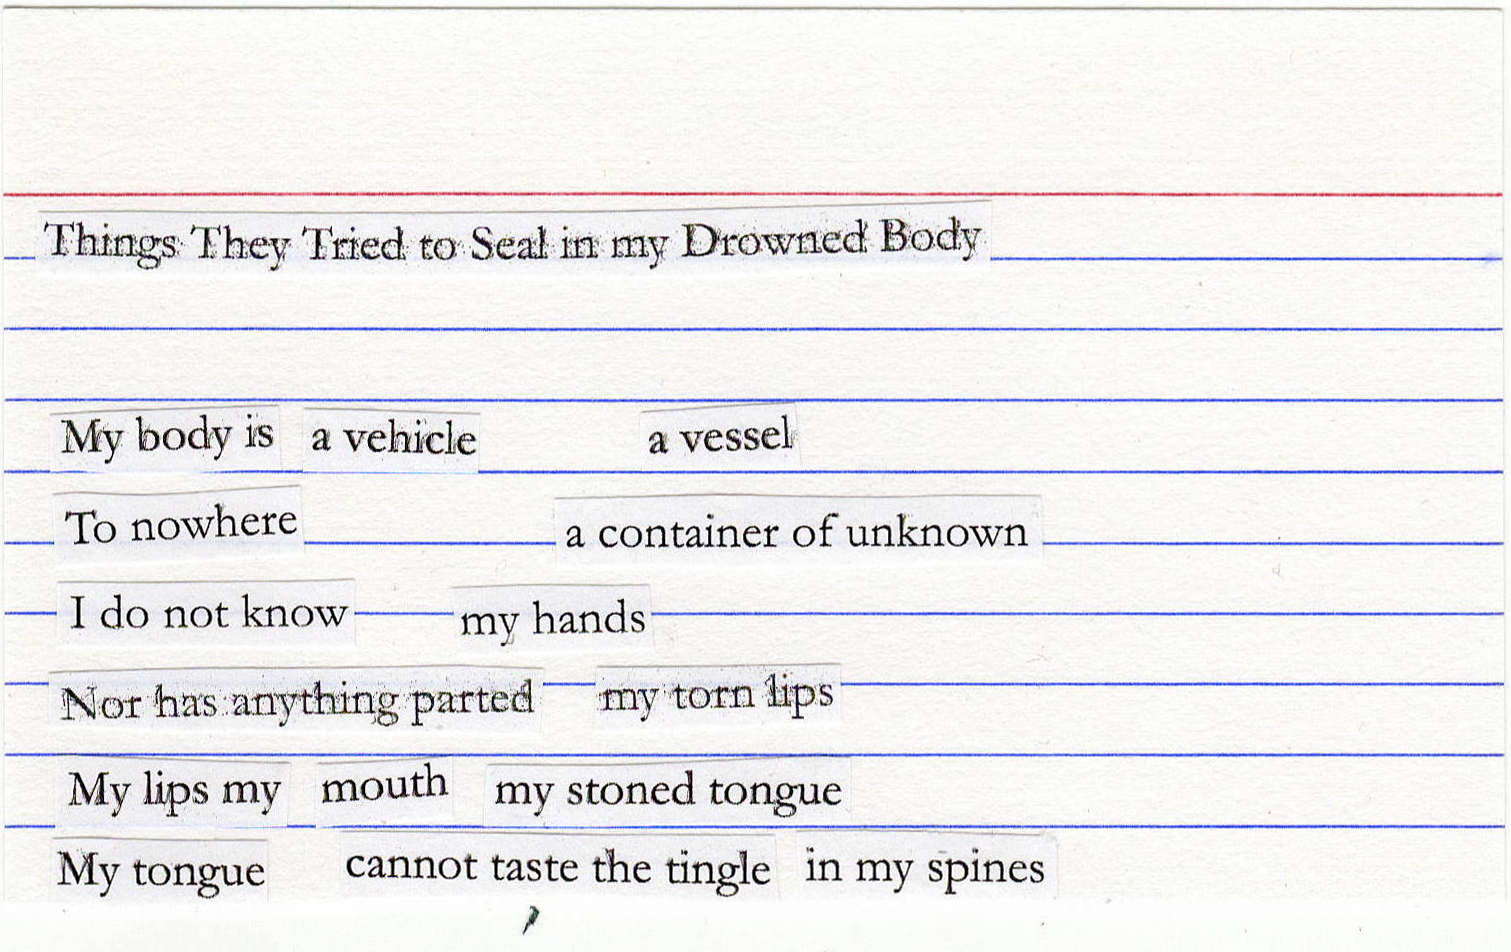 Things They Tried to Seal in my Drowned Body
My body is a vehicle a vessel
To nowhere a container of unknown
I do not know my hands
Nor has anything parted my torn lips
My lips my mouth my stoned tongue
My tongue cannot taste the tingle in my spines